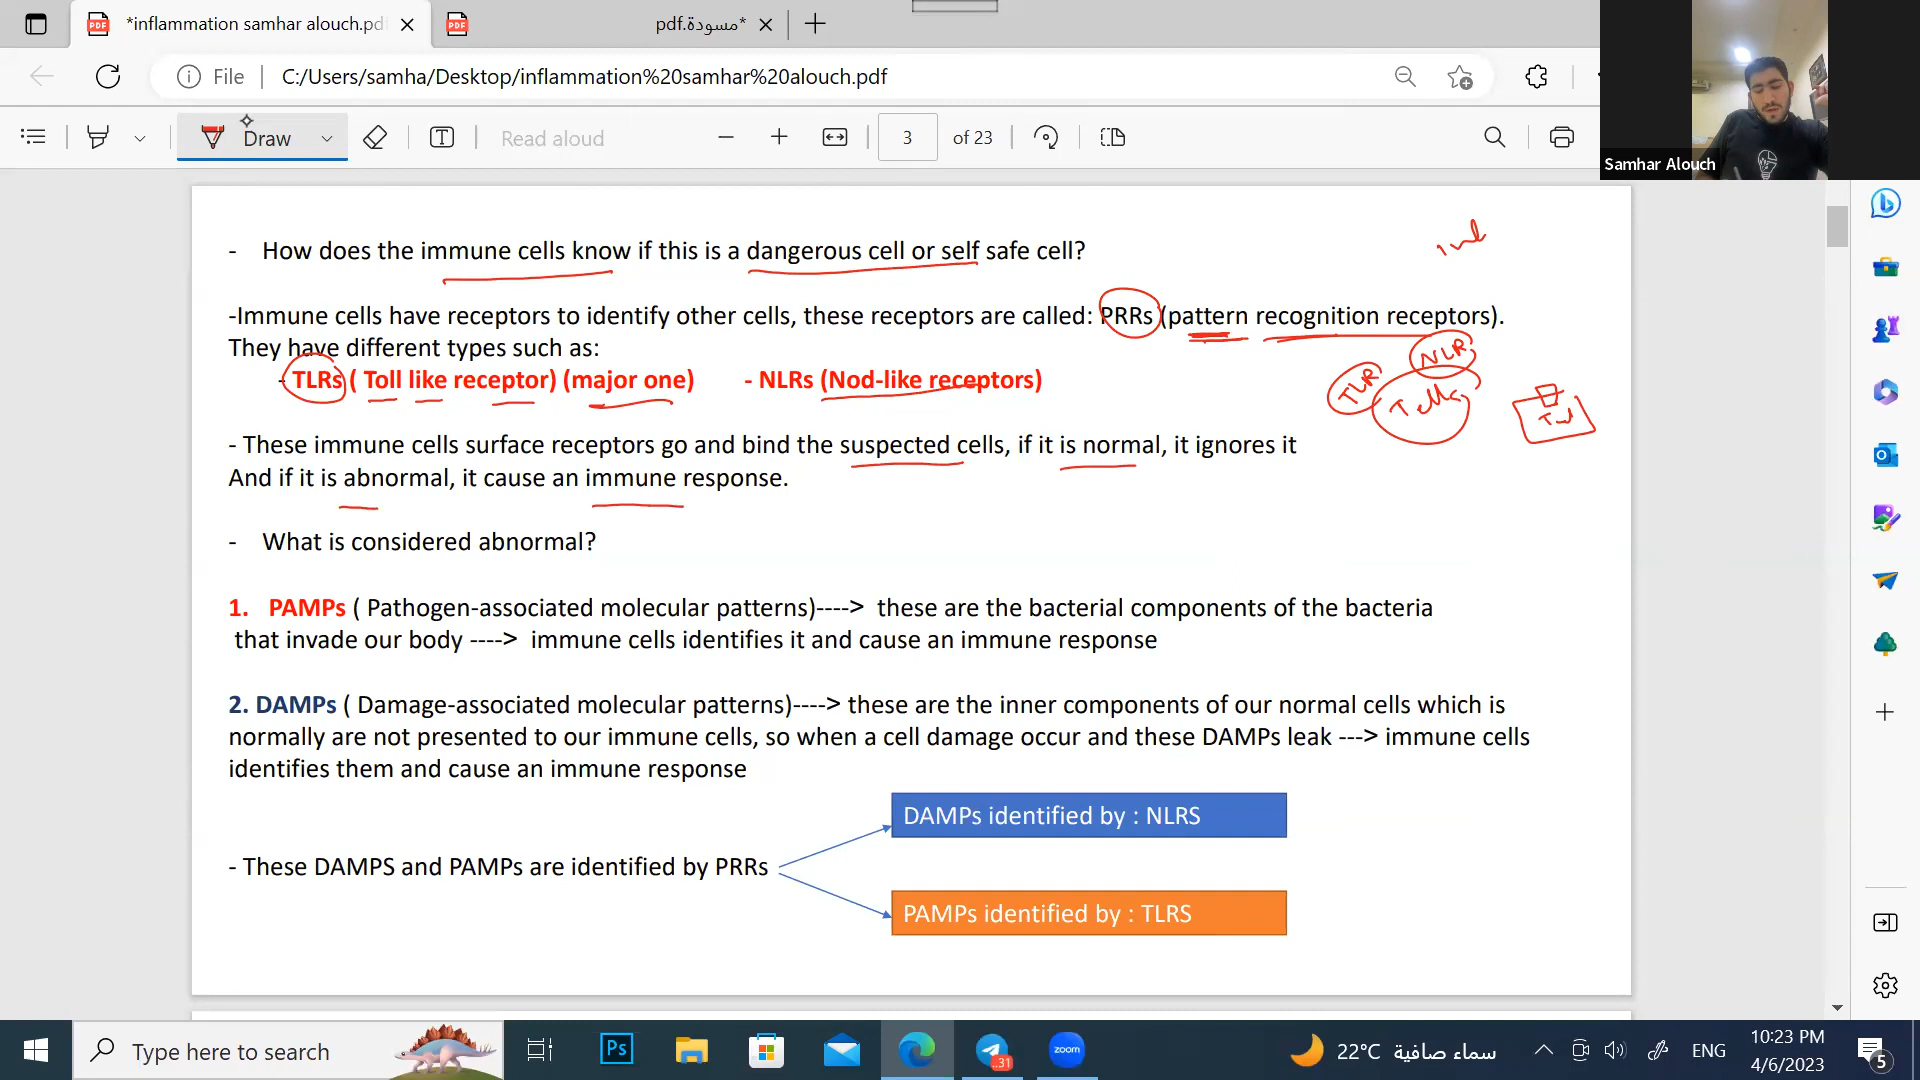 *inflammation samhar alouch.pdf
*مسودة.pdf
File
C:/Users/samha/Desktop/inflammation%20samhar%20alouch.pdf
Draw
Read aloud
3
of 23
Samhar Alouch
- How does the immune cells know if this is a dangerous cell or self safe cell?
-Immune cells have receptors to identify other cells, these receptors are called: PRRs (pattern recognition receptors).
They have different types such as:
- TLRs ( Toll like receptor) (major one) - NLRs (Nod-like receptors)
NLR
TLR
- These immune cells surface receptors go and bind the suspected cells, if it is normal, it ignores it
And if it is abnormal, it cause an immune response.
- What is considered abnormal?
1. PAMPs ( Pathogen-associated molecular patterns)----> these are the bacterial components of the bacteria
that invade our body ----> immune cells identifies it and cause an immune response
2. DAMPs ( Damage-associated molecular patterns)----> these are the inner components of our normal cells which is
normally are not presented to our immune cells, so when a cell damage occur and these DAMPs leak ---> immune cells
identifies them and cause an immune response
DAMPs identified by : NLRS
- These DAMPS and PAMPs are identified by PRRs
PAMPs identified by : TLRS
Type here to search
Ps
..31
zoom
22°C سماء صافية
ENG
10:23 PM
4/6/2023
5